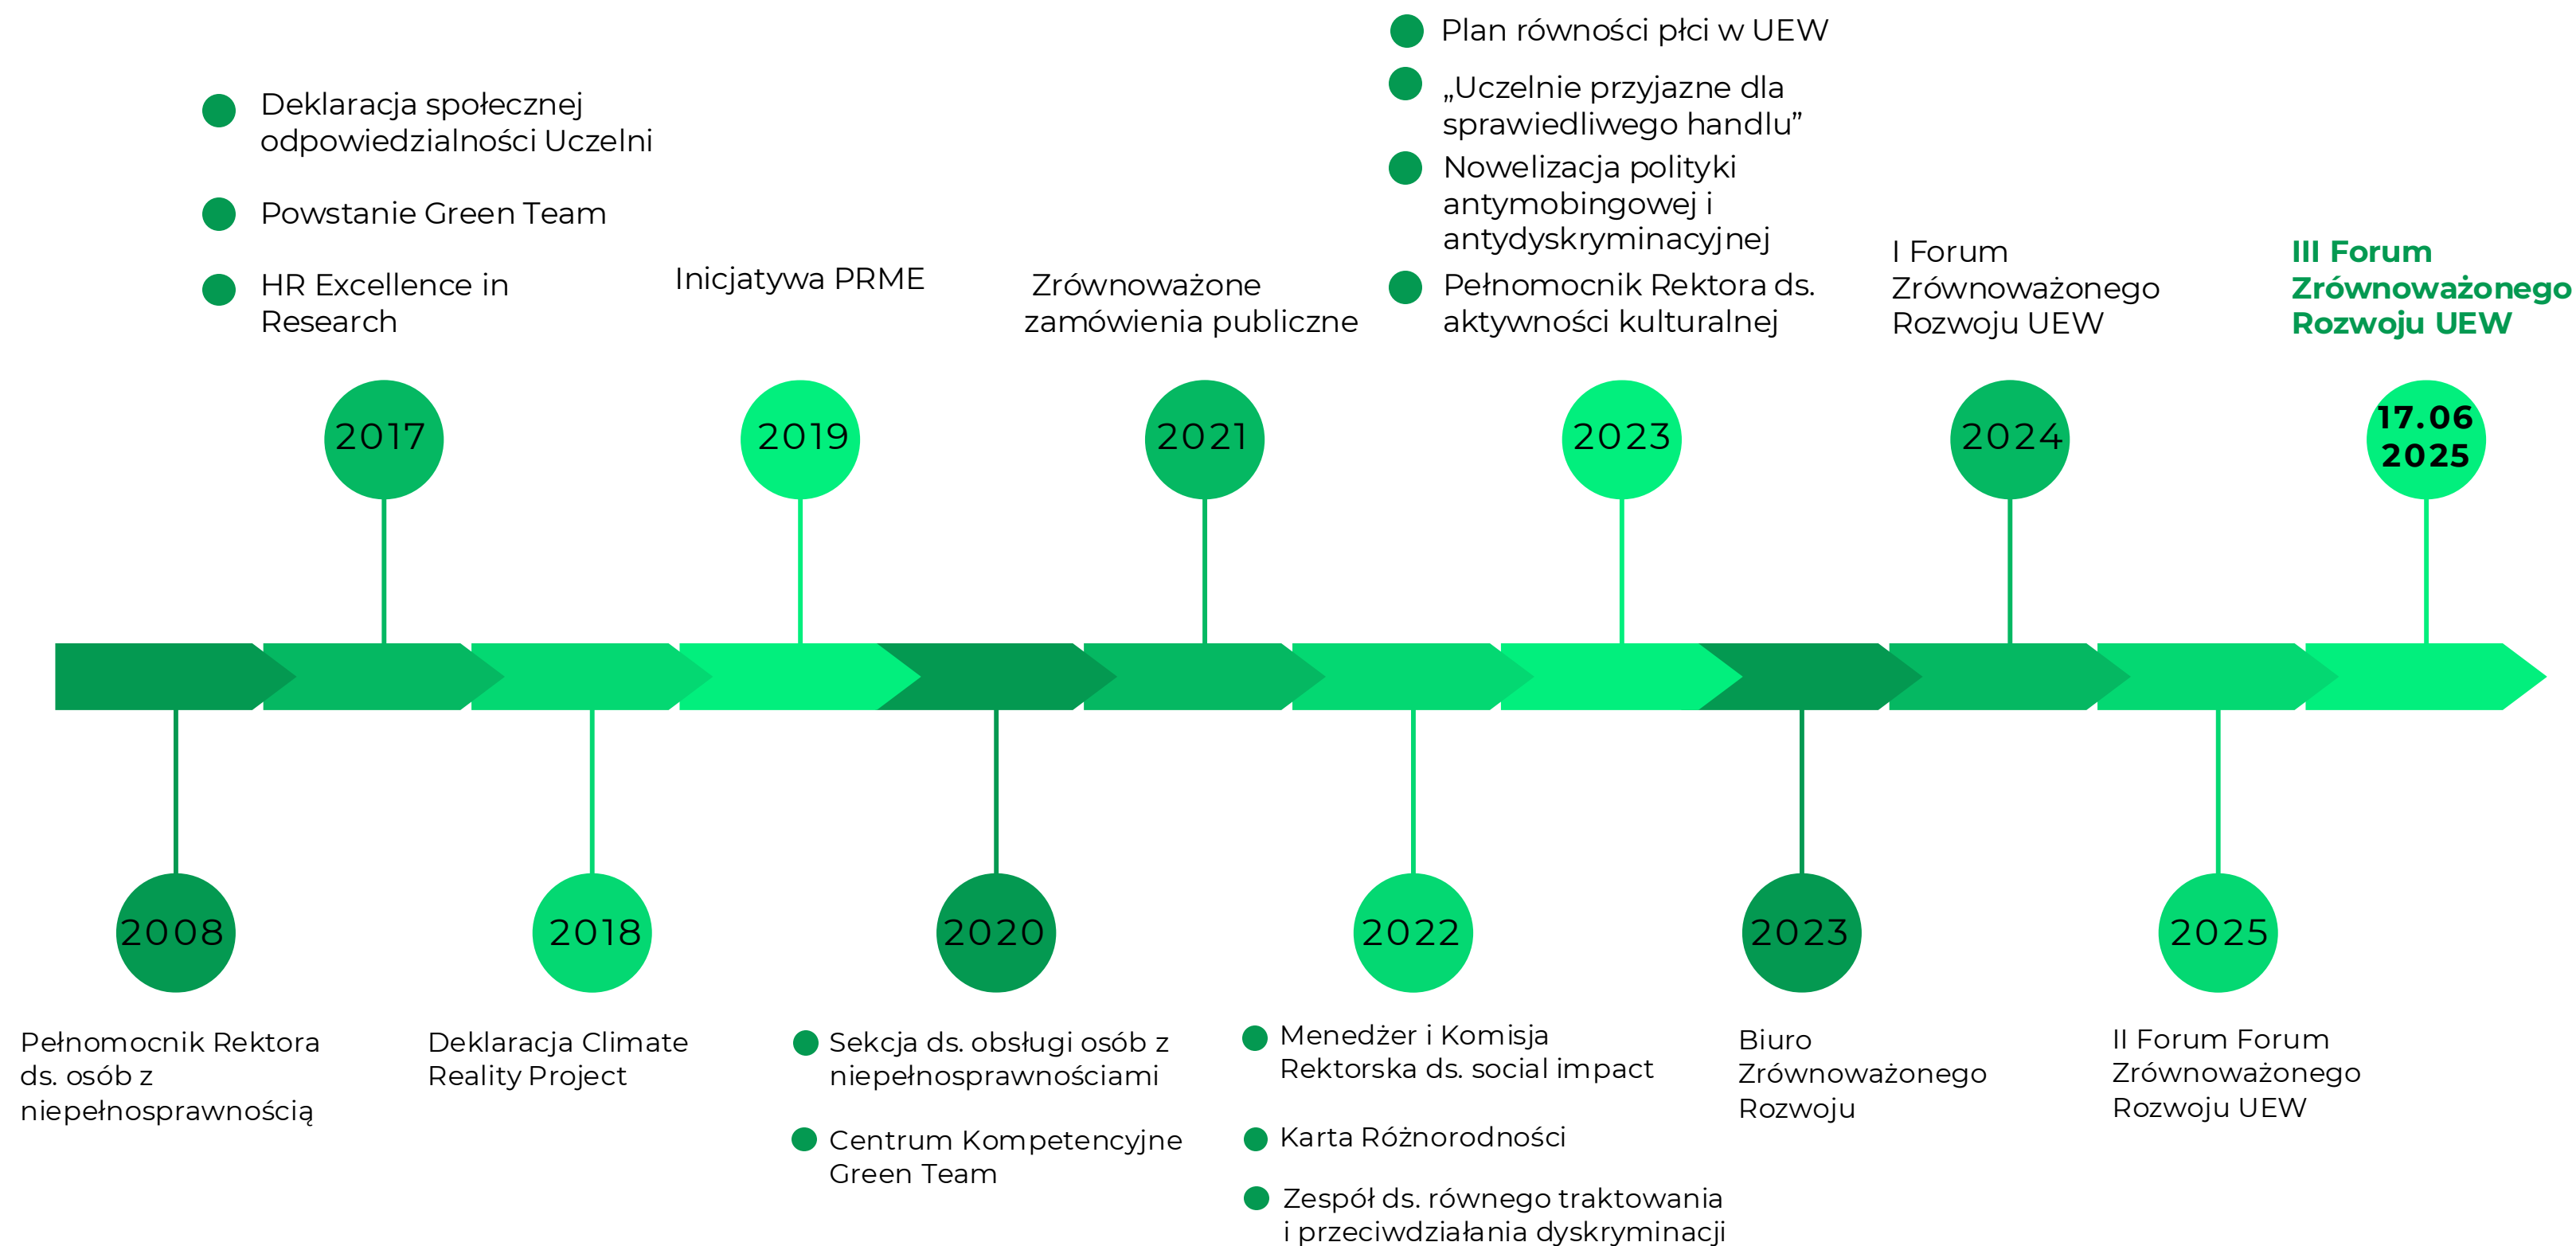 Deklaracja społecznej
odpowiedzialności Uczelni
Powstanie Green Team
HR Excellence in
Research
2017
Inicjatywa PRME
2019
Zrównoważone
zamówienia publiczne
2021
Plan równości płci w UEW
„Uczelnie przyjazne dla
sprawiedliwego handlu”
Nowelizacja polityki
antymobingowej i
antydyskryminacyjnej
Pełnomocnik Rektora ds.
aktywności kulturalnej
2023
I Forum
Zrównoważonego
Rozwoju UEW
2024
III Forum
Zrównoważonego
Rozwoju UEW
17.06
2025
2008
Pełnomocnik Rektora
ds. osób z
niepełnosprawnością
2018
Deklaracja Climate
Reality Project
2020
Sekcja ds. obsługi osób z
niepełnosprawnościami
Centrum Kompetencyjne
Green Team
2022
Menedżer i Komisja
Rektorska ds. social impact
Karta Różnorodności
Zespół ds. równego traktowania
i przeciwdziałania dyskryminacji
2023
Biuro
Zrównoważonego
Rozwoju
2025
II Forum Forum
Zrównoważonego
Rozwoju UEW